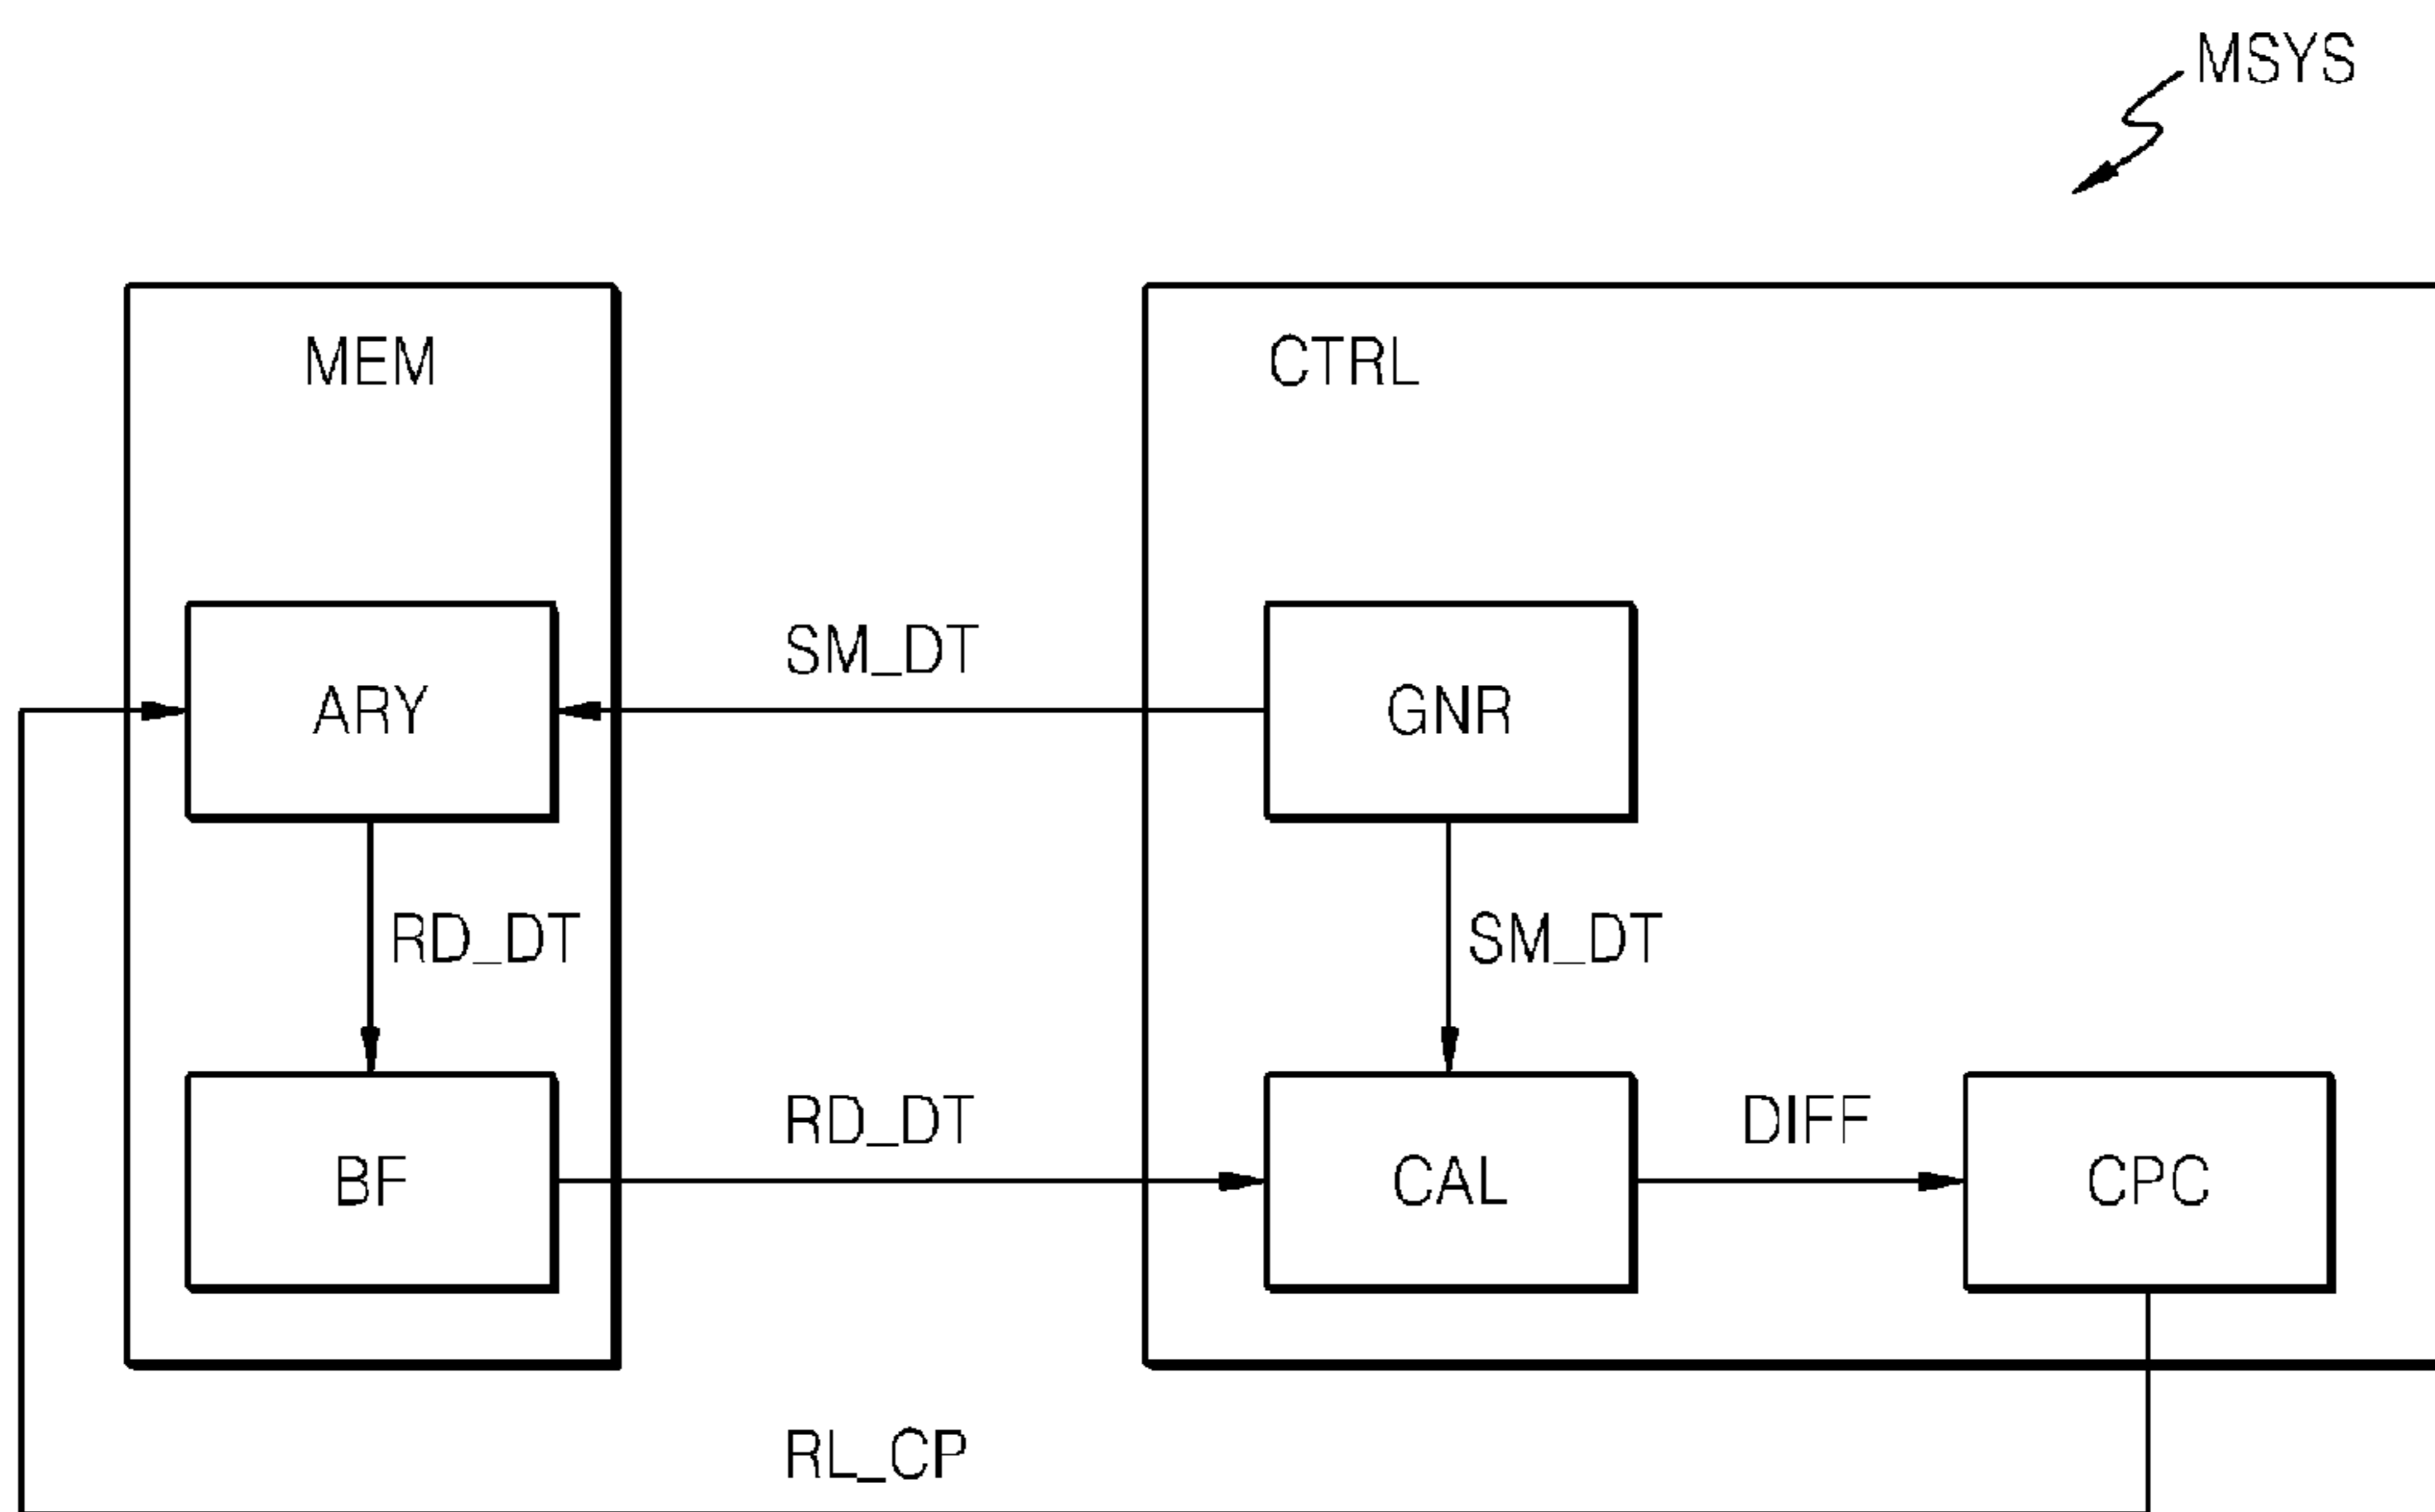 MSYS
MEM
CTRL
SM_DT
ARY
GNR
RD_DT
SM_DT
RD_DT
DIFF
BF
CAL
CPC
RL_CP